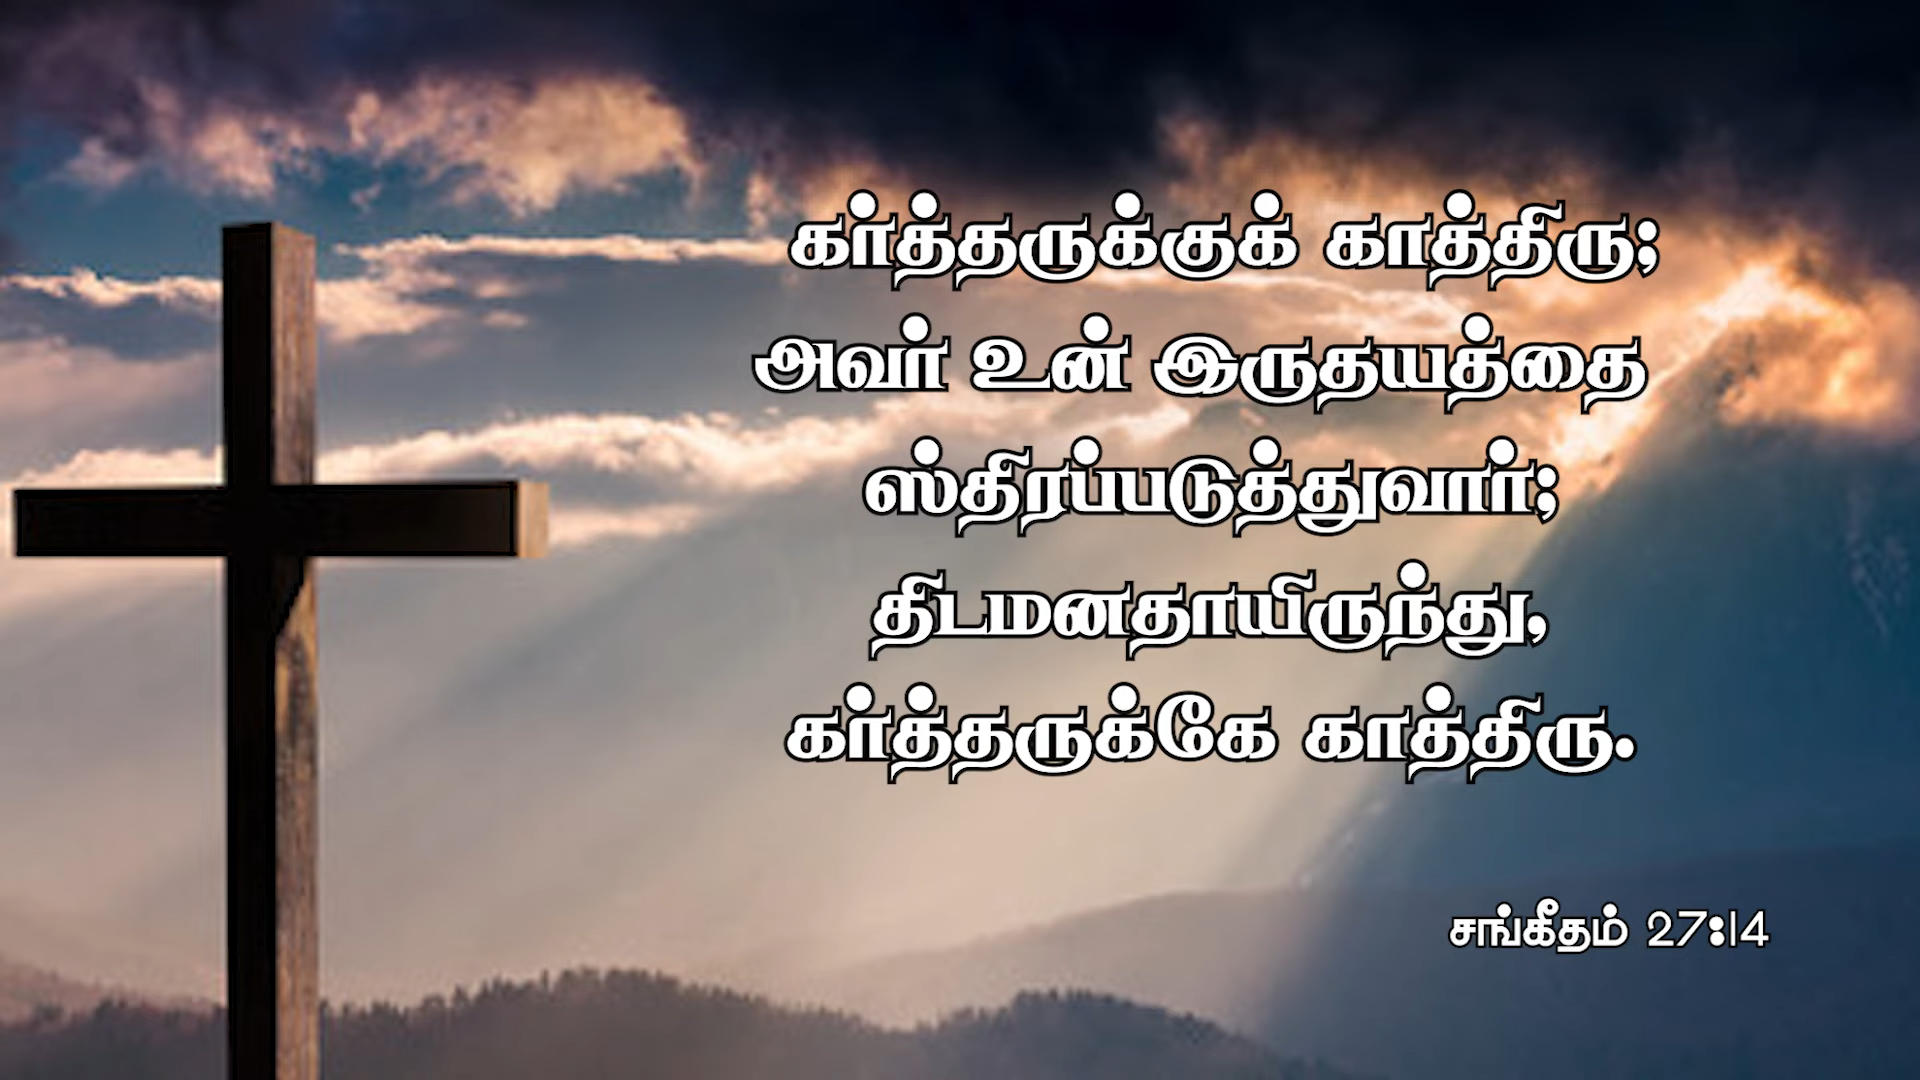 கர்த்தருக்குக் காத்திரு;
அவர் உன் இருதயத்தை
ஸ்திரப்படுத்துவார்;
திடமனதாயிருந்து,
கர்த்தருக்கே காத்திரு.
சங்கீதம் 27:14